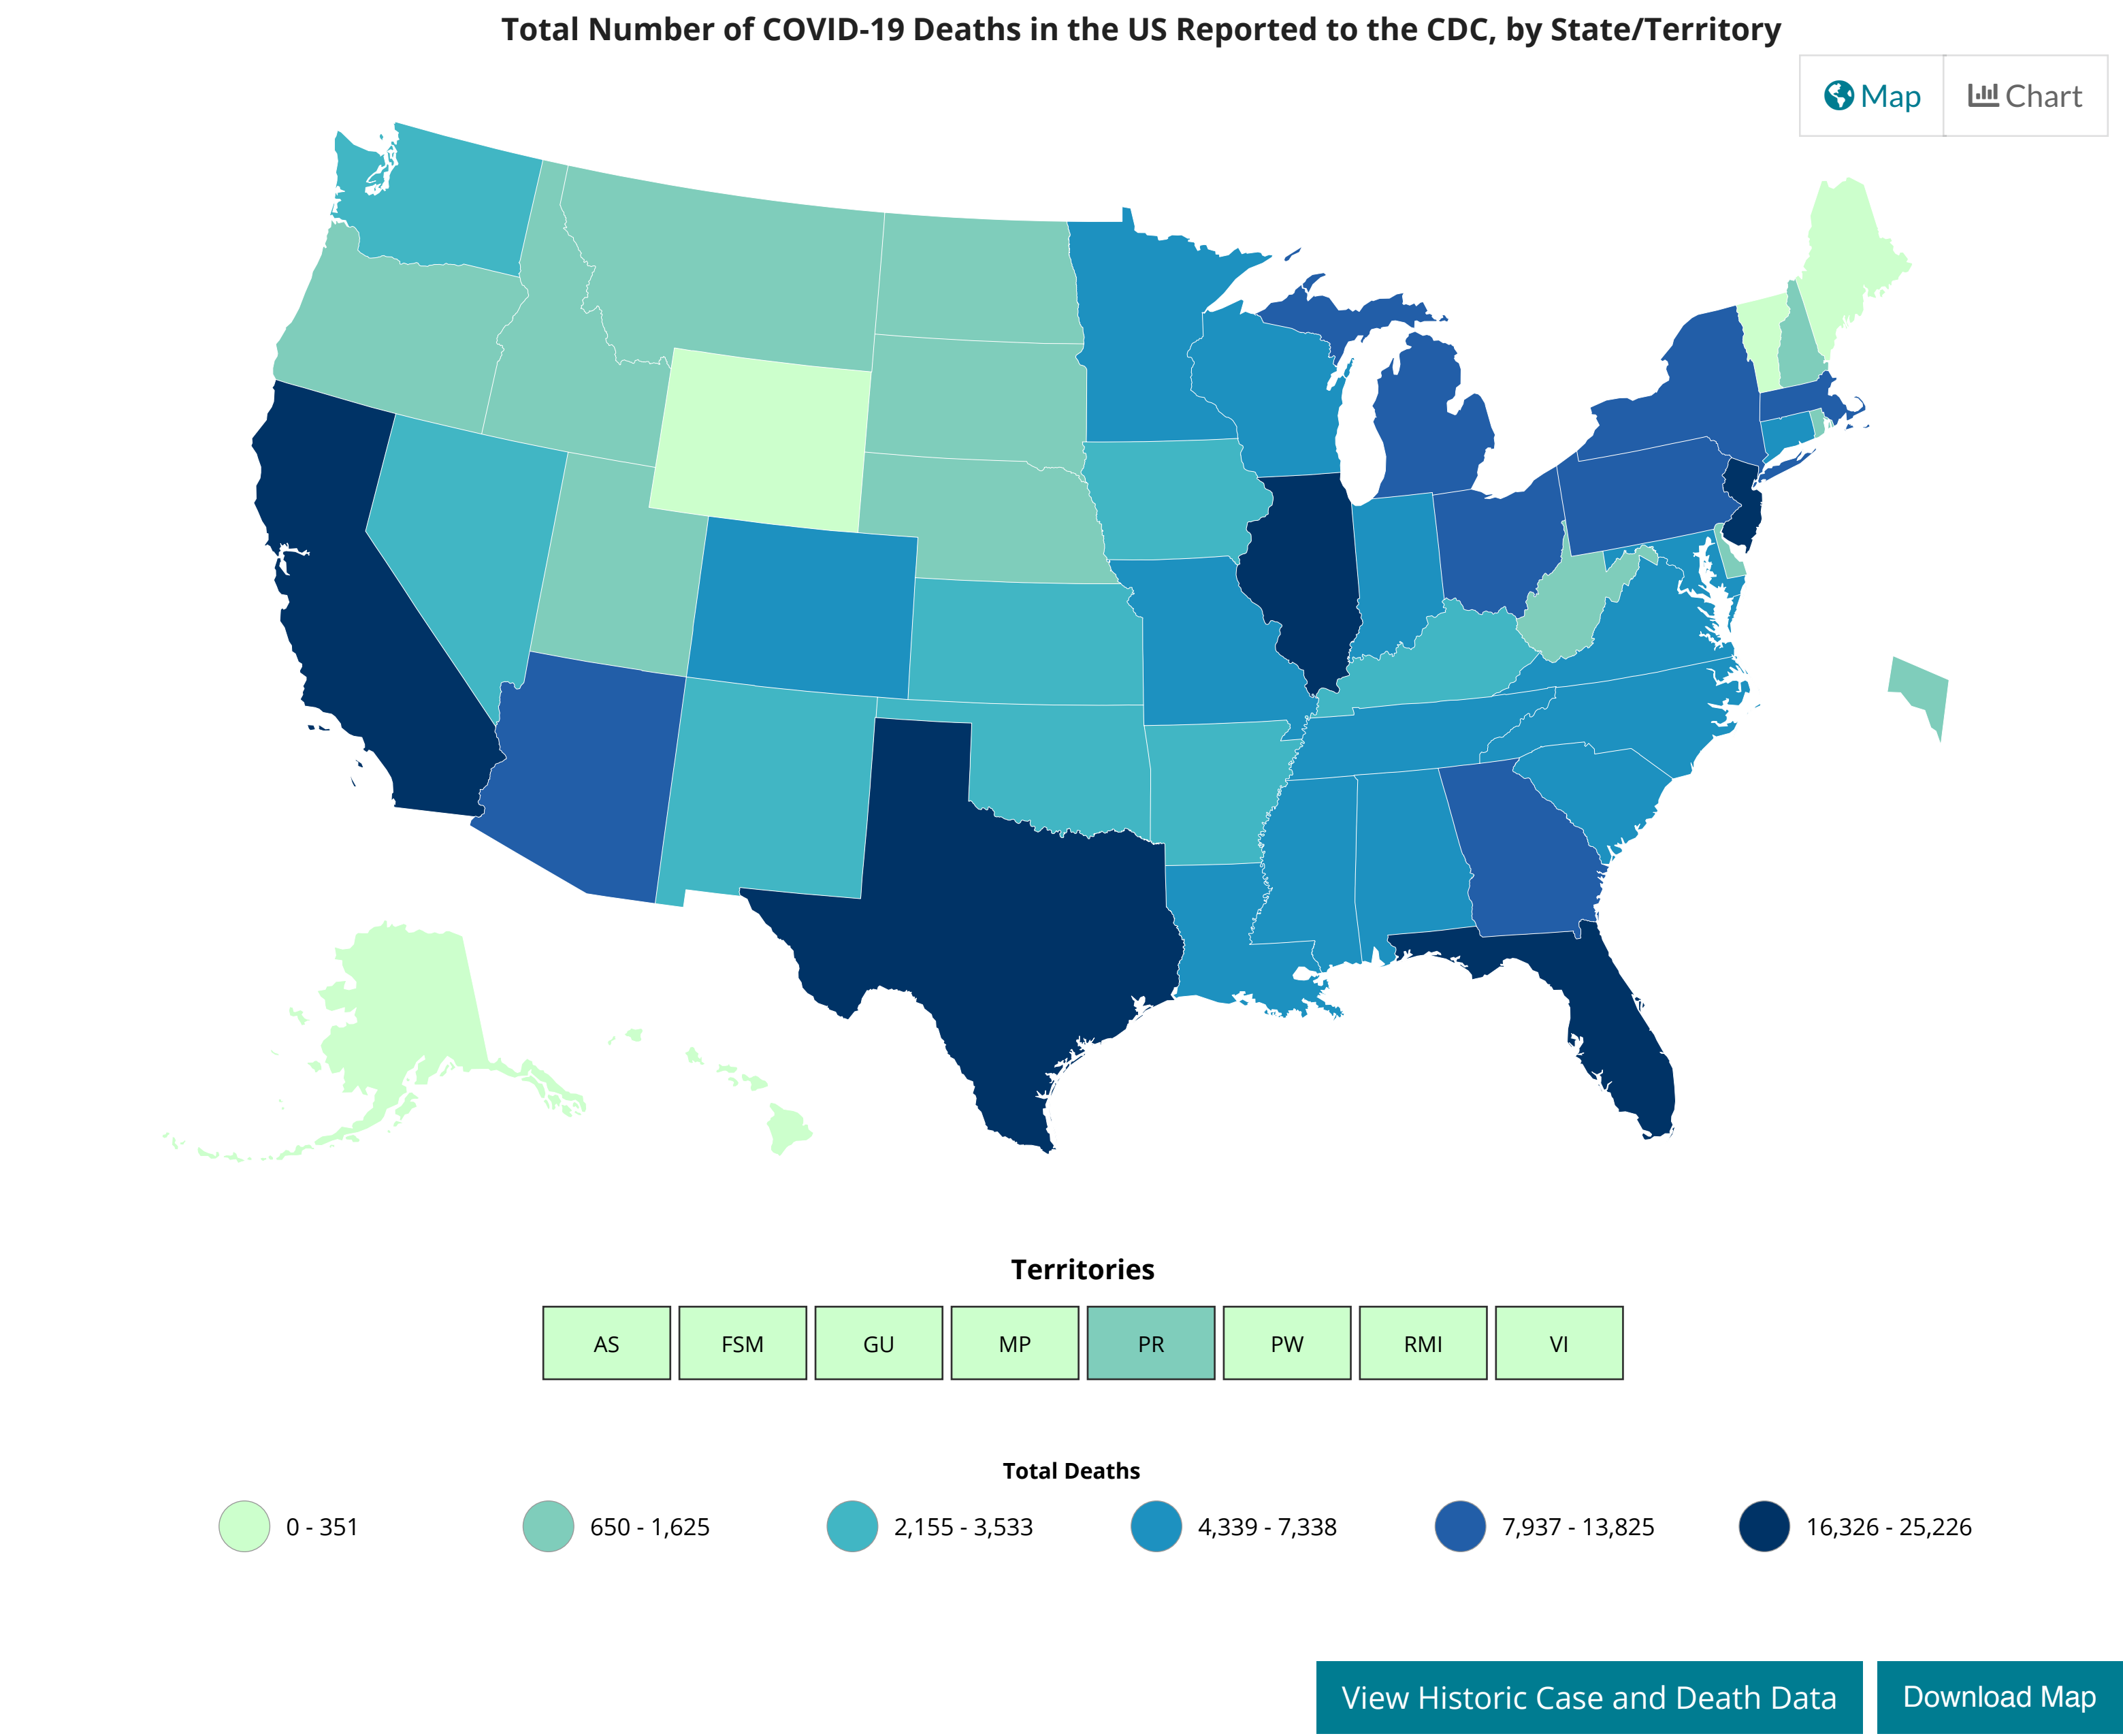 Total Number of COVID-19 Deaths in the US Reported to the CDC, by State/Territory
Map
Chart
Territories
AS
FSM
GU
MP
PR
PW
RMI
VI
Total Deaths
0 - 351
650 - 1,625
2,155 - 3,533
4,339 - 7,338
7,937 - 13,825
16,326 - 25,226
View Historic Case and Death Data
Download Map